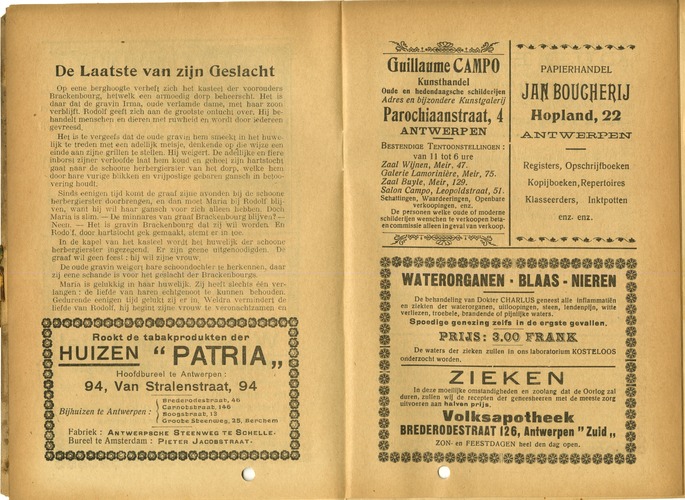 De Laatste van zijn Geslacht
Op eene berghoogte verheft zich het kasteel der voorouders
Brackenbourg, hetwelk een armoedig dorp beheerscht. Het is
daar dat de gravin Irma, oude verlamde dame, met haar zoon
verblijft. Rodolf geeft zich aan de grootste onlucht over. Hij be-
handelt menschen en dieren met ruwheid en wordt door iedereen
gevreesd.
Het is te vergeefs dat de oude gravin hem smeekt in het huwe-
lijk te treden met een adellijk meisje, denkende op die wijze een
einde aan zijne grillen te stellen. Hij weigert. De adellijke en fiere
inborst zijner verloofde laat hem koud en geheel zijn hartstocht
gaat naar de schoone herbergierster van het dorp, welke hem
door hare vurige blikken en vrijpostige gebaren gansch in betoo-
vering houdt.
Sinds eenigen tijd komt de graaf zijne avonden bij de schoone
herbergierster doorbrengen, en dan moet Maria bij Rodolf blij-
ven, want hij wil haar gansch voor zich alleen hebben. Doch
Maria is slim. — De minnares van graaf Brackenbourg blijven? —
Neen. — Het is gravin Brackenbourg dat zij wil worden. En
Rodolf, door hartstocht gek gemaakt, stemt er in toe.
In de kapel van het kasteel wordt het huwelijk der schoone
herbergierster ingezegend. Er zijn geene uitgenoodigden. De
graaf wil geen feest: hij wil zijne vrouw.
De oude gravin weigert hare schoondochter te herkennen, daar
zij eene schande is voor het geslacht der Brackenbourgs.
Maria is gelukkig in haar huwelijk. Zij heeft slechts één ver-
langen: de liefde van haren echtgenoot te kunnen behouden.
Gedurende eenigen tijd gelukt zij er in. Weldra vermindert de
liefde van Rodolf, hij begint zijne vrouw te veronachtzamen en
Rookt de tabakprodukten der
HUIZEN " PATRIA „
Hoofdbureel te Antwerpen:
94, Van Stralenstraat, 94
Bijhuizen te Antwerpen :
Brederodestraat, 46
Carnotstraat, 146
Boogstraat, 12
Groote Steenweg, 25, Berchem
Fabriek : ANTWERPSCHE STEENWEG TE SCHELLE.
Bureel te Amsterdam : PIETER JACOBSTRAAT.
Guillaume CAMPO
Kunsthandel
Oude en hedendaagsche schilderijen
Adres en bijzondere Kunstgalerij
Parochiaanstraat, 4
ANTWERPEN
BESTENDIGE TENTOONSTELLINGEN :
van 11 tot 6 ure
Zaal Wijnen, Meir, 47.
Galerie Lamorinière, Meir, 75.
Zaal Buyle, Meir, 129.
Salon Campo, Leopoldstraat, 51.
Schattingen, Waardeeringen, Openbare
verkoopingen, enz.
De personen welke oude of moderne
schilderijen wenschen te verkoopen beta-
en commissie alleen in geval van verkoop.
PAPIERHANDEL
JAN BOUCHERIJ
Hopland, 22
ANTWERPEN
Registers, Opschrijfboeken
Kopijboeken, Repertoires
Klasseerders, Inktpotten
enz. enz.
WATERORGANEN - BLAAS - NIEREN
De behandeling van Dokter CHARLUS geneest alle inflammatiën
en ziekten der waterorganen, uitloopingen, steen, lendenpijn, witte
verliezen, troebele, brandende of pijnlijke waters.
Spoedige genezing zelfs in de ergste gevallen.
PRIJS: 3.00 FRANK
De waters der zieken zullen in ons laboratorium KOSTELOOS
onderzocht worden.
ZIEKEN
In deze moeilijke omstandigheden en zoolang dat de Oorlog zal
duren, zullen wij de recepten der geneesheeren met de meeste zorg
uitvoeren aan halven prijs.
Volksapotheek
BREDERODESTRAAT 126, Antwerpen "Zuid„
ZON- en FEESTDAGEN heel den dag open.